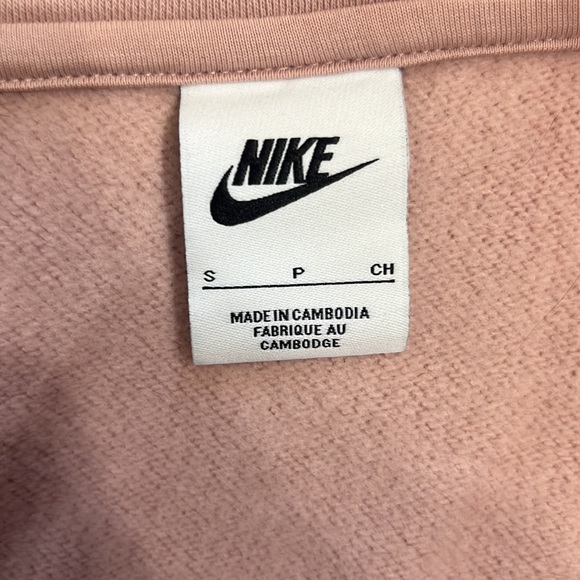 NIKE
S P CH
MADE IN CAMBODIA
FABRIQUE AU
CAMBODGE